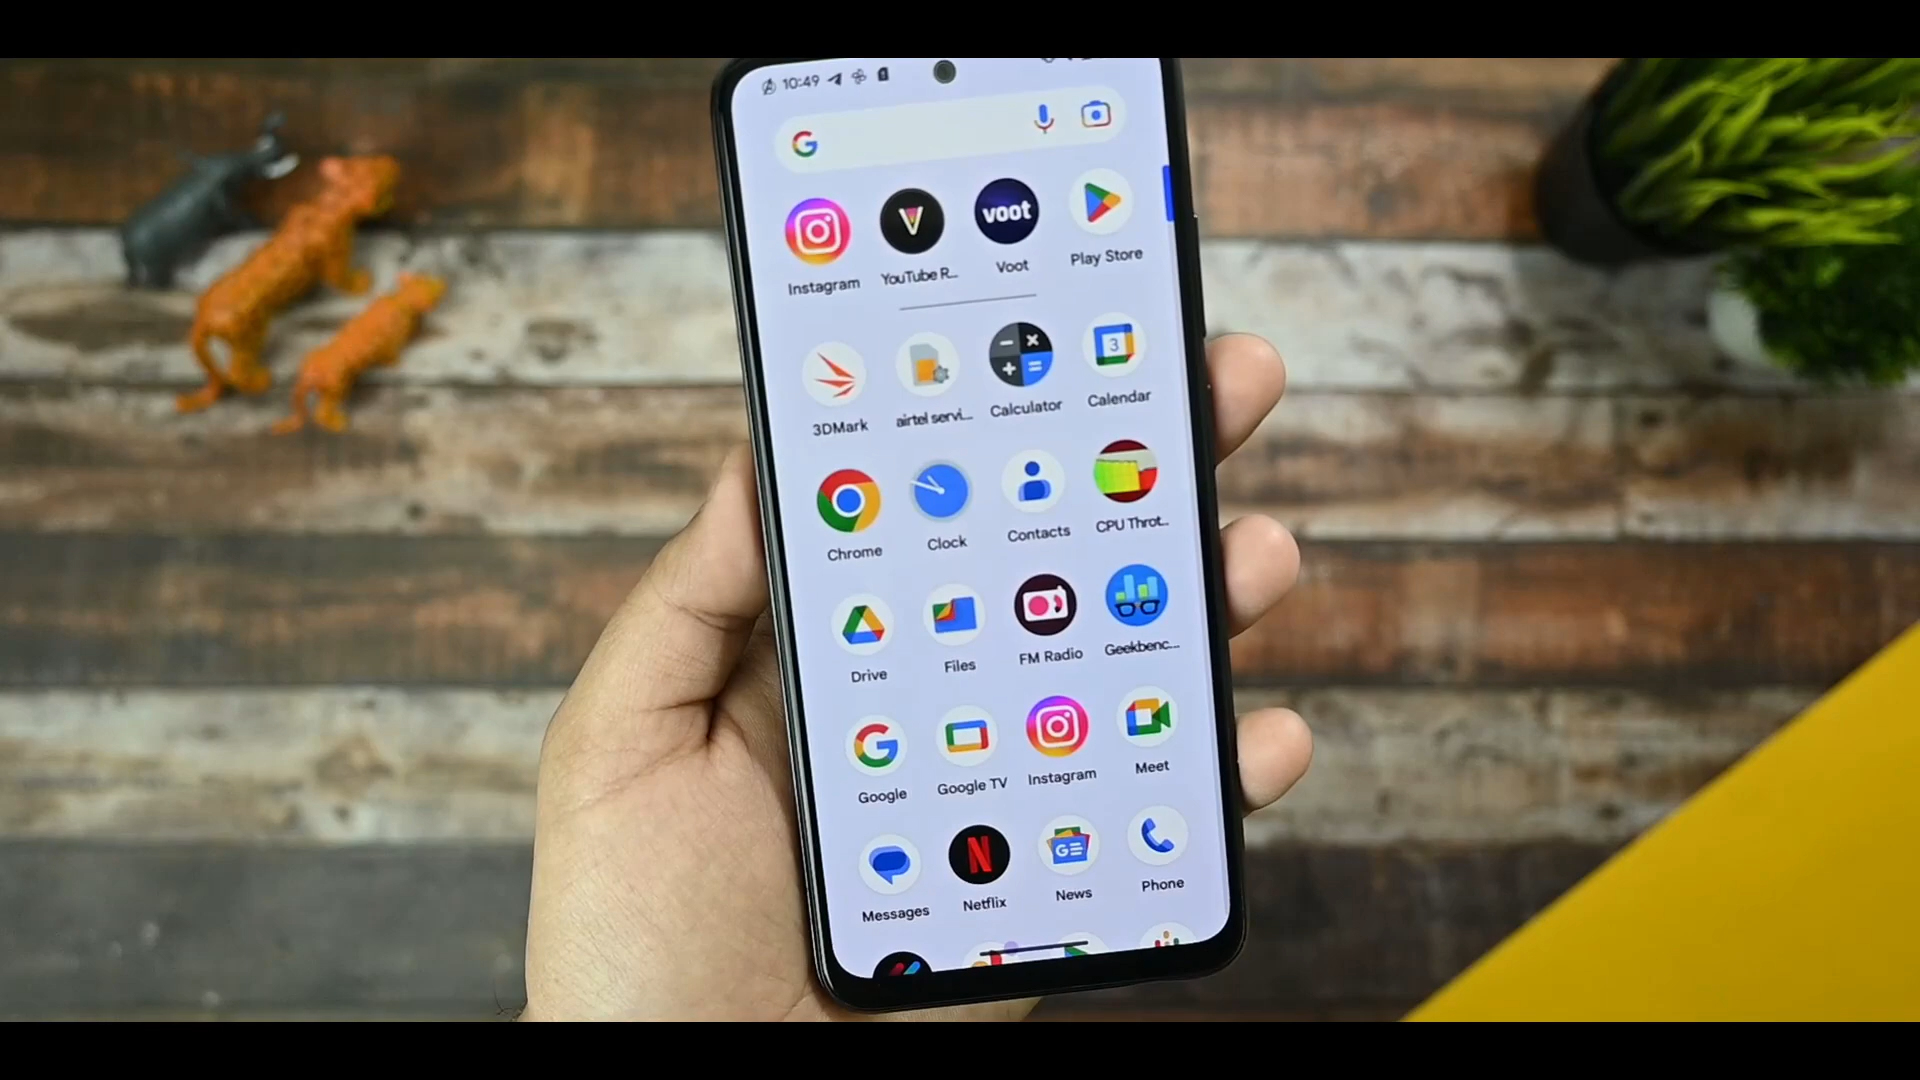 10:49
Instagram
YouTube R...
voot
Voot
Play Store
3DMark
airtel servi...
Calculator
3
Calendar
Chrome
Clock
Contacts
CPU Throt...
Drive
Files
FM Radio
Geekbenc...
Google
Google TV
Instagram
Meet
Messages
N
Netflix
GE
News
Phone